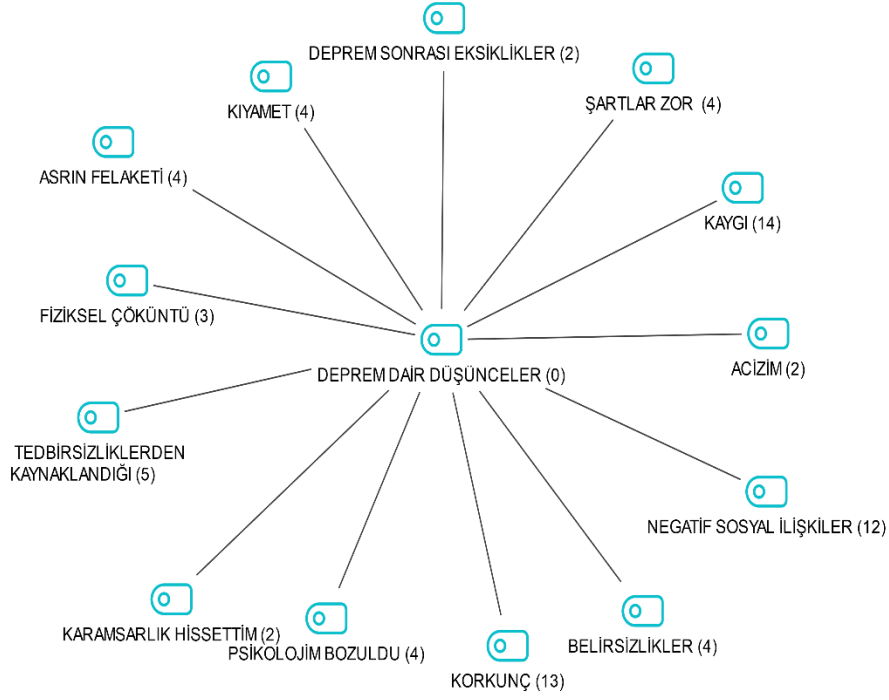 DEPREM SONRASI EKSİKLİKLER (2)
KIYAMET (4)
ŞARTLAR ZOR (4)
ASRIN FELAKETİ (4)
KAYGI (14)
FİZİKSEL ÇÖKÜNTÜ (3)
DEPREM DAİR DÜŞÜNCELER (0)
ACİZİM (2)
TEDBİRSİZLİKLERDEN
KAYNAKLANDIĞI (5)
NEGATİF SOSYAL İLİŞKİLER (12)
KARAMSARLIK HİSSETTİM (2)
PSİKOLOJİM BOZULDU (4)
BELİRSİZLİKLER (4)
KORKUNÇ (13)